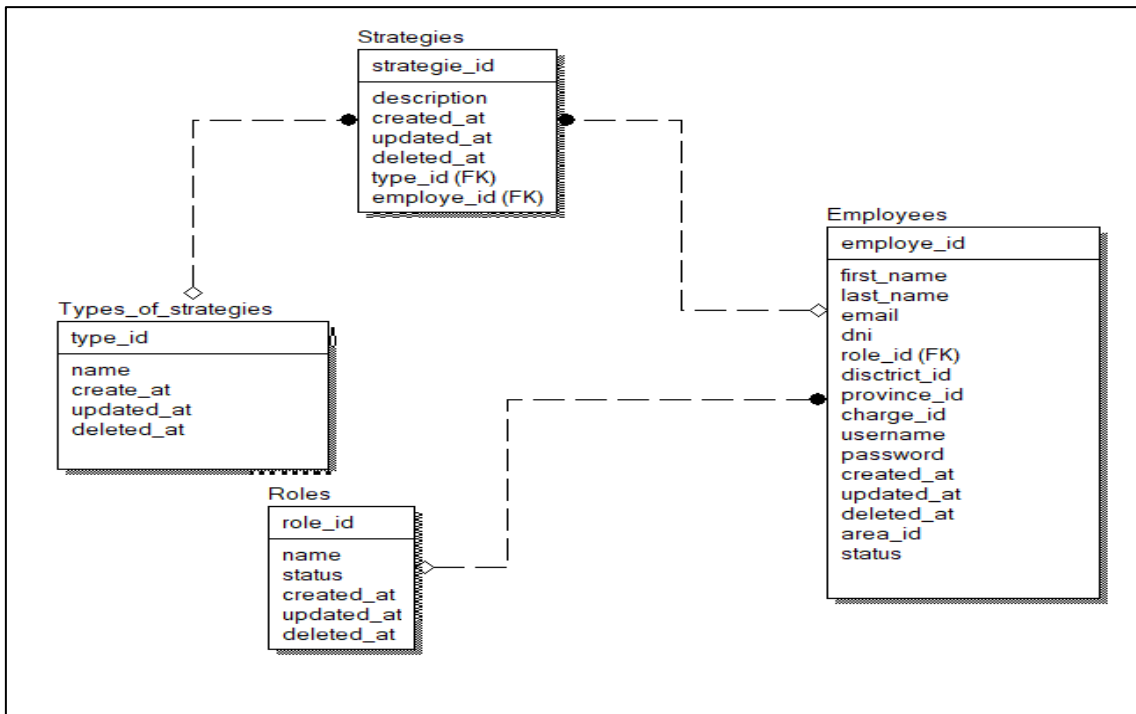 Strategies
strategie_id
description
created_at
updated_at
deleted_at
type_id (FK)
employe_id (FK)
Types_of_strategies
type_id
name
create_at
updated_at
deleted_at
Roles
role_id
name
status
created_at
updated_at
deleted_at
Employees
employe_id
first_name
last_name
email
dni
role_id (FK)
disctrict_id
province_id
charge_id
username
password
created_at
updated_at
deleted_at
area_id
status